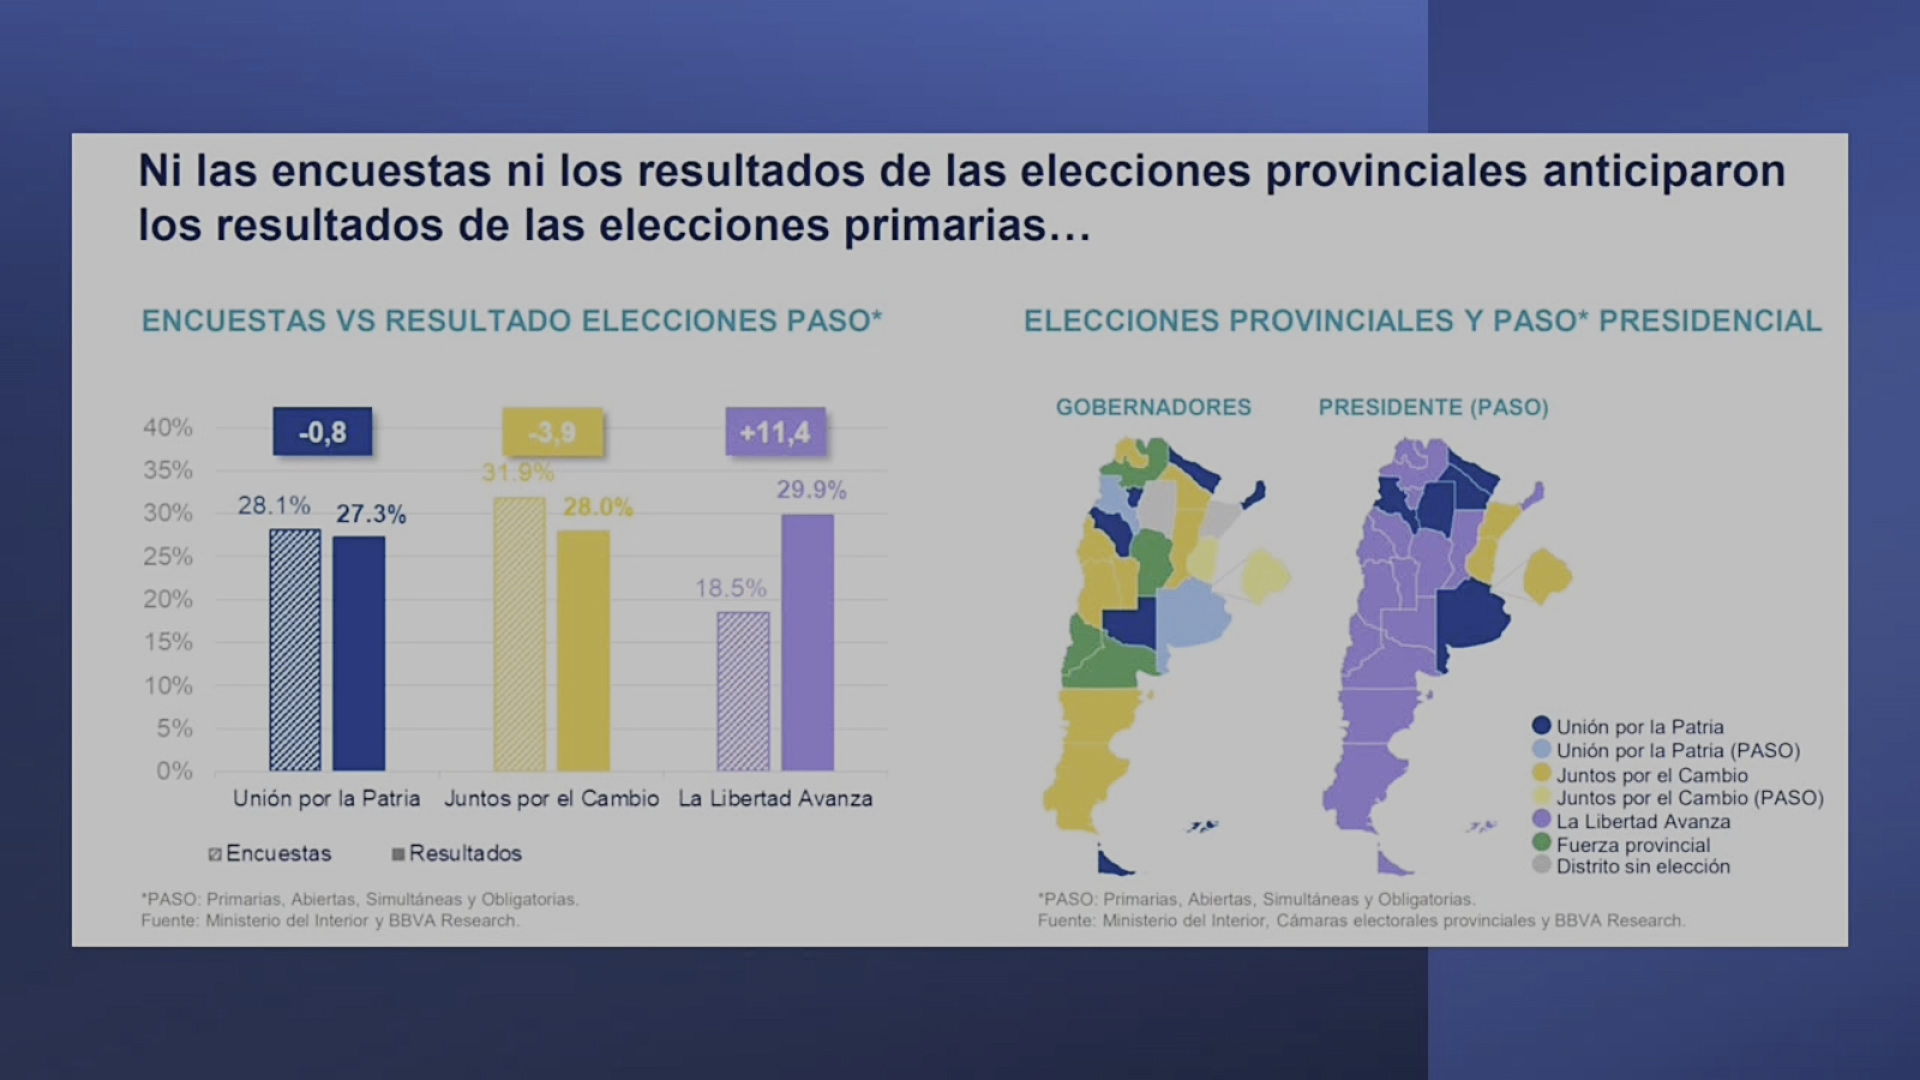 Ni las encuestas ni los resultados de las elecciones provinciales anticiparon
los resultados de las elecciones primarias…
ENCUESTAS VS RESULTADO ELECCIONES PASO*
40%
35%
30%
25%
20%
15%
10%
5%
0%
-0,8
-3,9
+11,4
28.1%
27.3%
31.9%
28.0%
18.5%
29.9%
Unión por la Patria
Juntos por el Cambio
La Libertad Avanza
Encuestas
Resultados
*PASO: Primarias, Abiertas, Simultáneas y Obligatorias.
Fuente: Ministerio del Interior y BBVA Research.
ELECCIONES PROVINCIALES Y PASO* PRESIDENCIAL
GOBERNADORES
PRESIDENTE (PASO)
Unión por la Patria
Unión por la Patria (PASO)
Juntos por el Cambio
Juntos por el Cambio (PASO)
La Libertad Avanza
Fuerza provincial
Distrito sin elección
*PASO: Primarias, Abiertas, Simultáneas y Obligatorias.
Fuente: Ministerio del Interior, Cámaras electorales provinciales y BBVA Research.